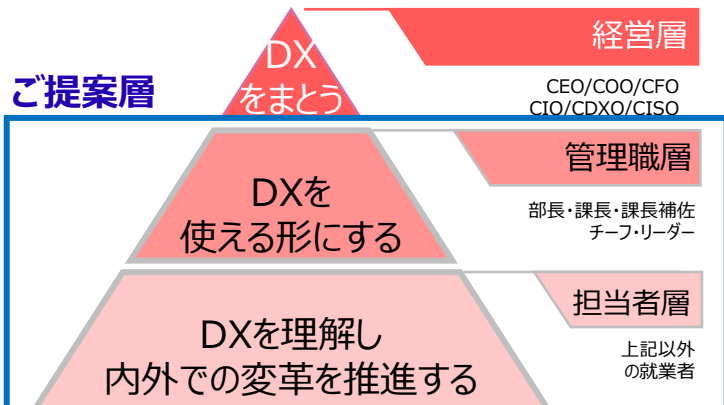 DX
をまとう
経営層
ご提案層
CEO/COO/CFO
CIO/CDXO/CISO
DXを
使える形にする
管理職層
部長・課長・課長補佐
チーフ・リーダー
DXを理解し
内外での変革を推進する
担当者層
上記以外
の就業者